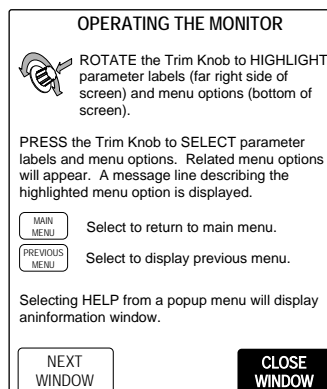 OPERATING THE MONITOR
ROTATE the Trim Knob to HIGHLIGHT
parameter labels (far right side of
screen) and menu options (bottom of
screen).
PRESS the Trim Knob to SELECT parameter
labels and menu options. Related menu options
will appear. A message line describing the
highlighted menu option is displayed.
MAIN
MENU
Select to return to main menu.
PREVIOUS
MENU
Select to display previous menu.
Selecting HELP from a popup menu will display
aninformation window.
NEXT
WINDOW
CLOSE
WINDOW